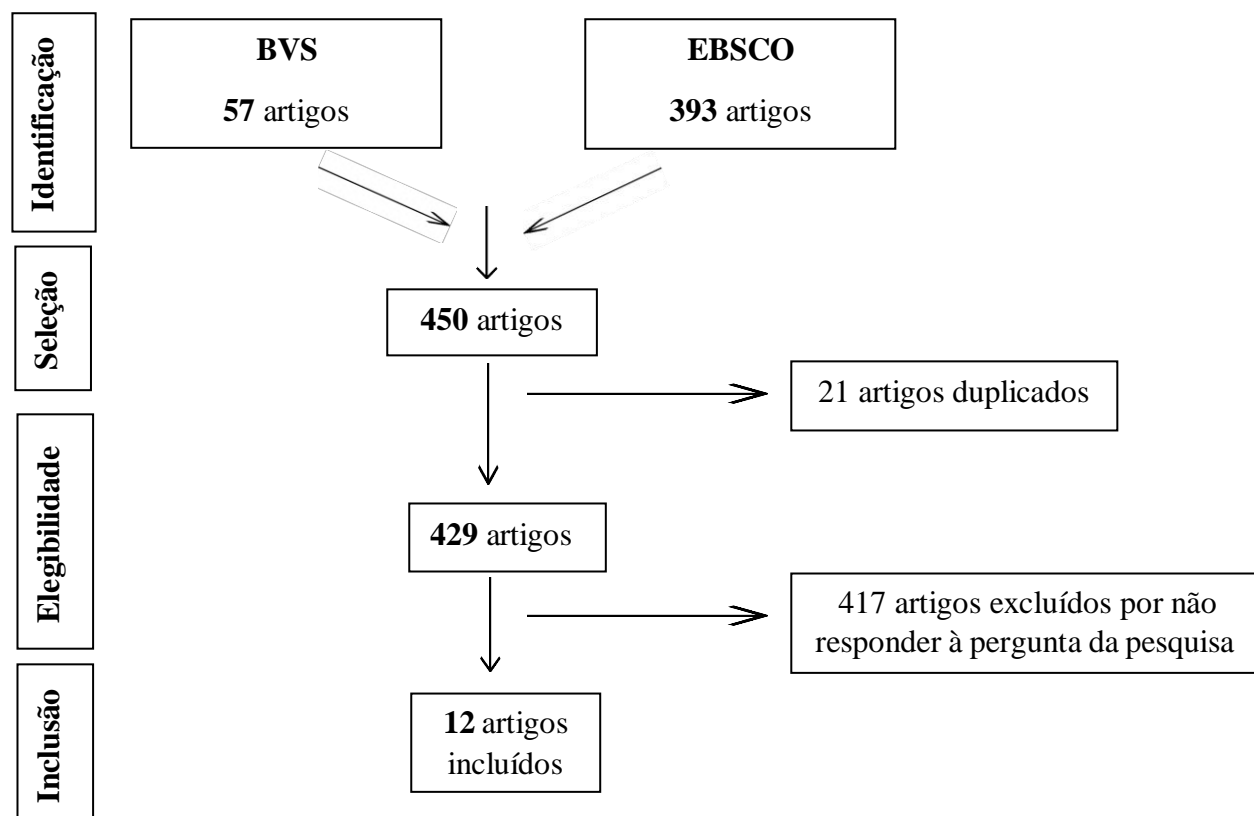 Identificação
BVS
57 artigos
EBSCO
393 artigos
Seleção
450 artigos
21 artigos duplicados
Elegibilidade
429 artigos
417 artigos excluídos por não
responder à pergunta da pesquisa
Inclusão
12 artigos
incluídos